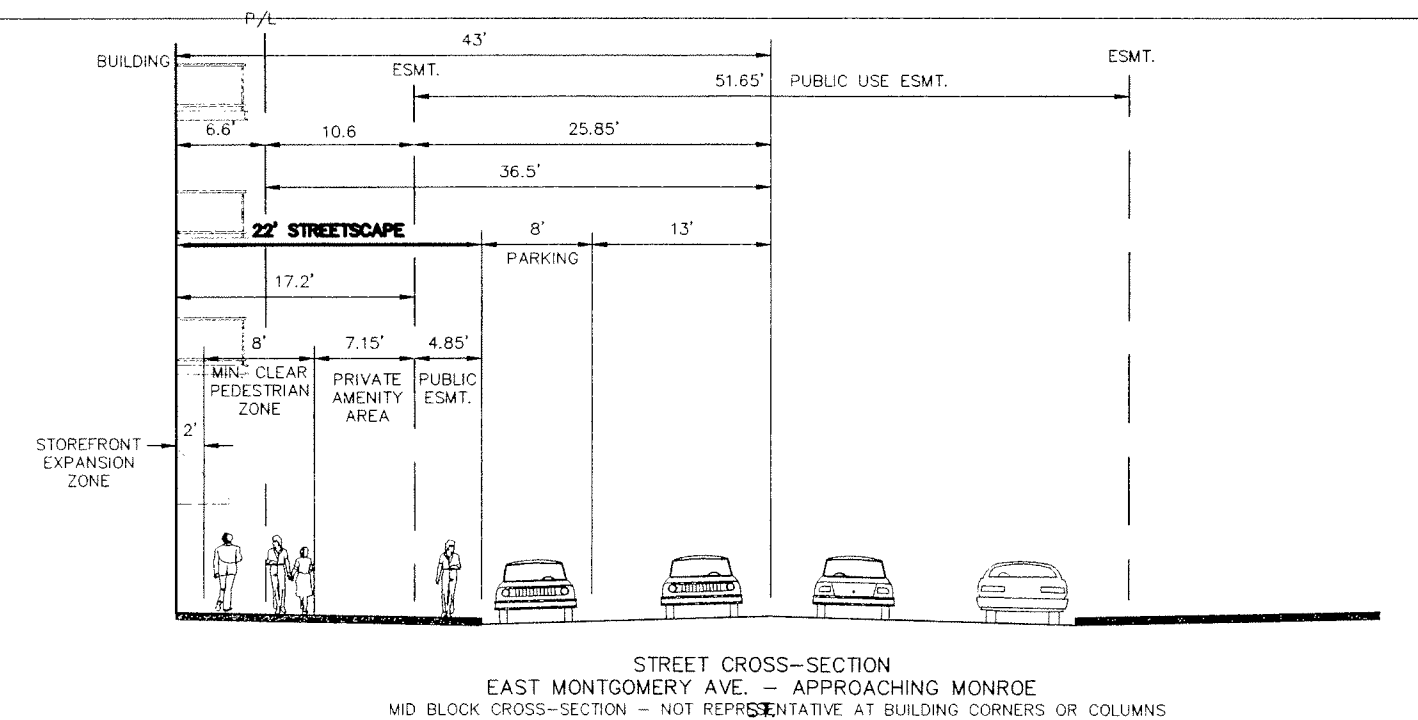 P/L
43'
BUILDING
ESMT.
ESMT.
51.65' PUBLIC USE ESMT.
6.6'
10.6
25.85'
36.5'
22' STREETSCAPE
8'
13'
PARKING
17.2'
8'
7.15'
4.85'
MIN. CLEAR
PEDESTRIAN
ZONE
PRIVATE
AMENITY
AREA
PUBLIC
ESMT.
2'
STOREFRONT
EXPANSION
ZONE
STREET CROSS-SECTION
EAST MONTGOMERY AVE. - APPROACHING MONROE
ST.
MID BLOCK CROSS-SECTION - NOT REPRESENTATIVE AT BUILDING CORNERS OR COLUMNS